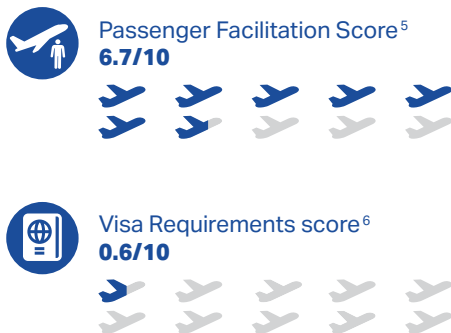 Passenger Facilitation Score⁵
6.7/10
Visa Requirements score⁶
0.6/10